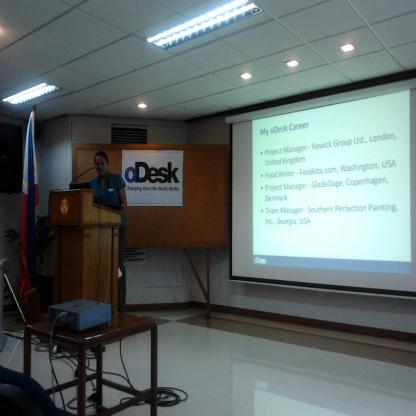 oDesk
Changing How the World Works
My oDesk Career
• Project Manager - Hawick Group Ltd., London,
United Kingdom
• Food Writer - Foodista.com, Washington, USA
• Project Manager - GladeDage, Copenhagen,
Denmark
• Team Manager - Southern Perfection Painting,
Inc., Georgia, USA
oDesk